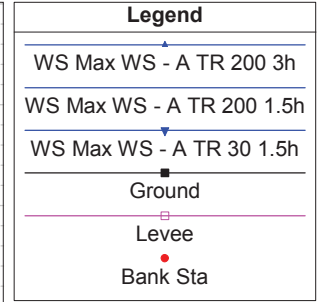 Legend
WS Max WS - A TR 200 3h
WS Max WS - A TR 200 1.5h
WS Max WS - A TR 30 1.5h
Ground
Levee
Bank Sta